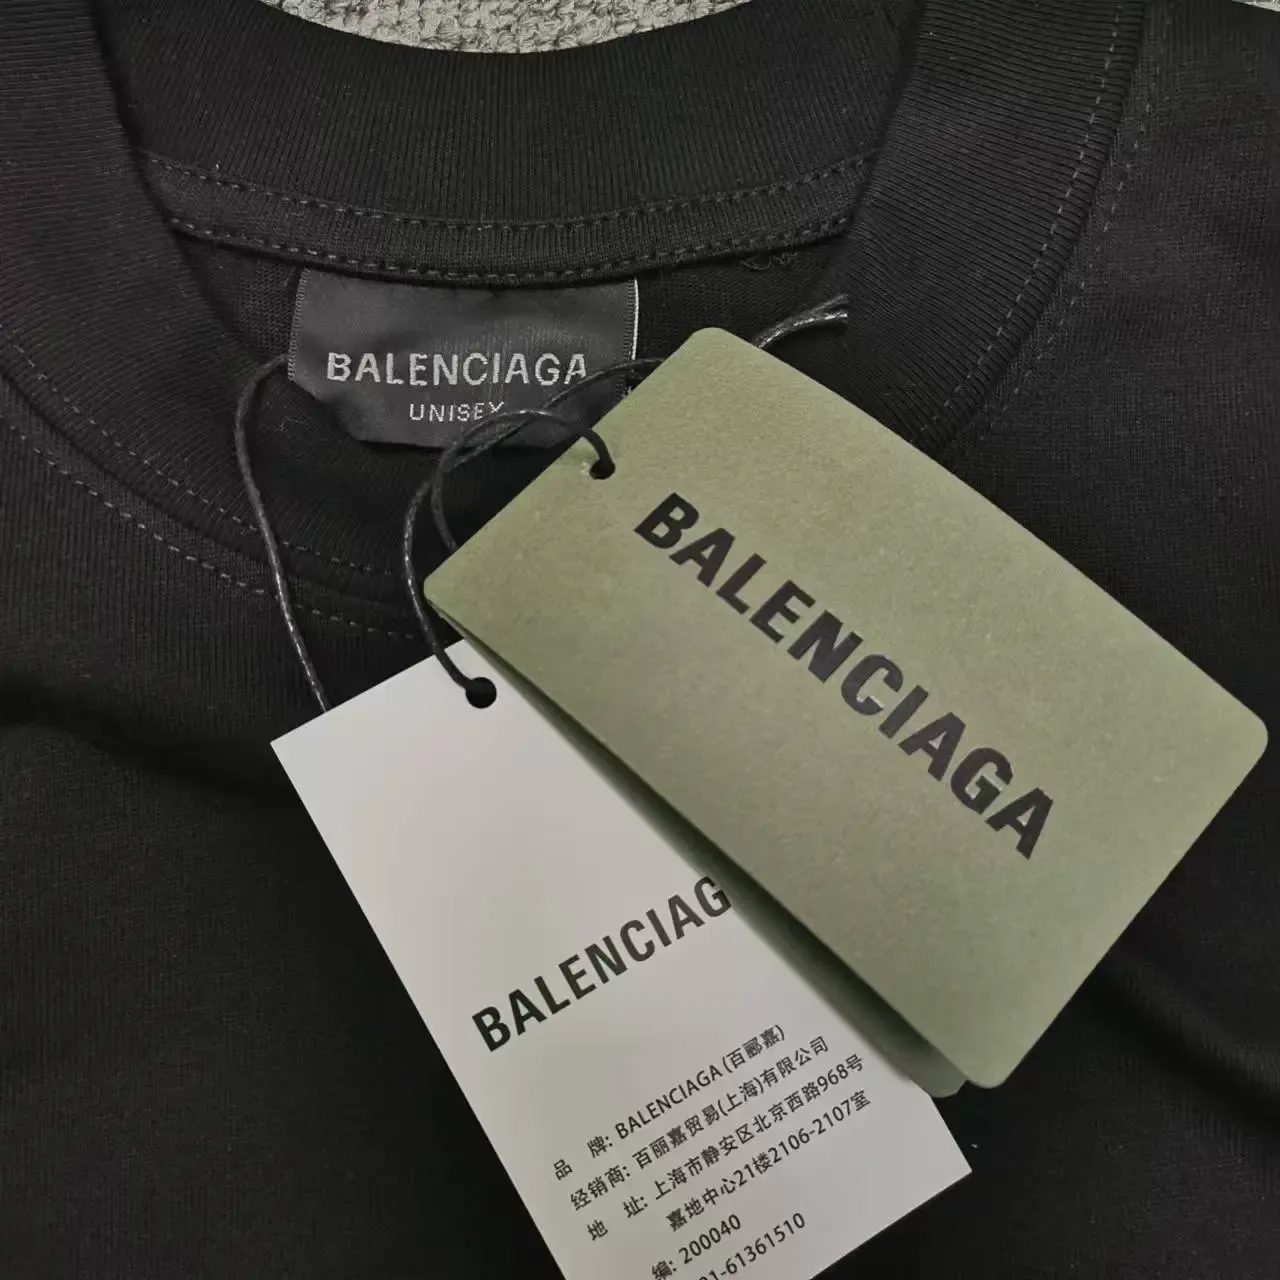 BALENCIAGA
UNISEX
BALENCIAGA
BALENCIAG
品 牌: BALENCIAGA (百郦嘉)
经销商: 百丽嘉贸易(上海)有限公司
地 址: 上海市静安区北京西路968号
嘉地中心21楼2106-2107室
编: 200040
01-61361510